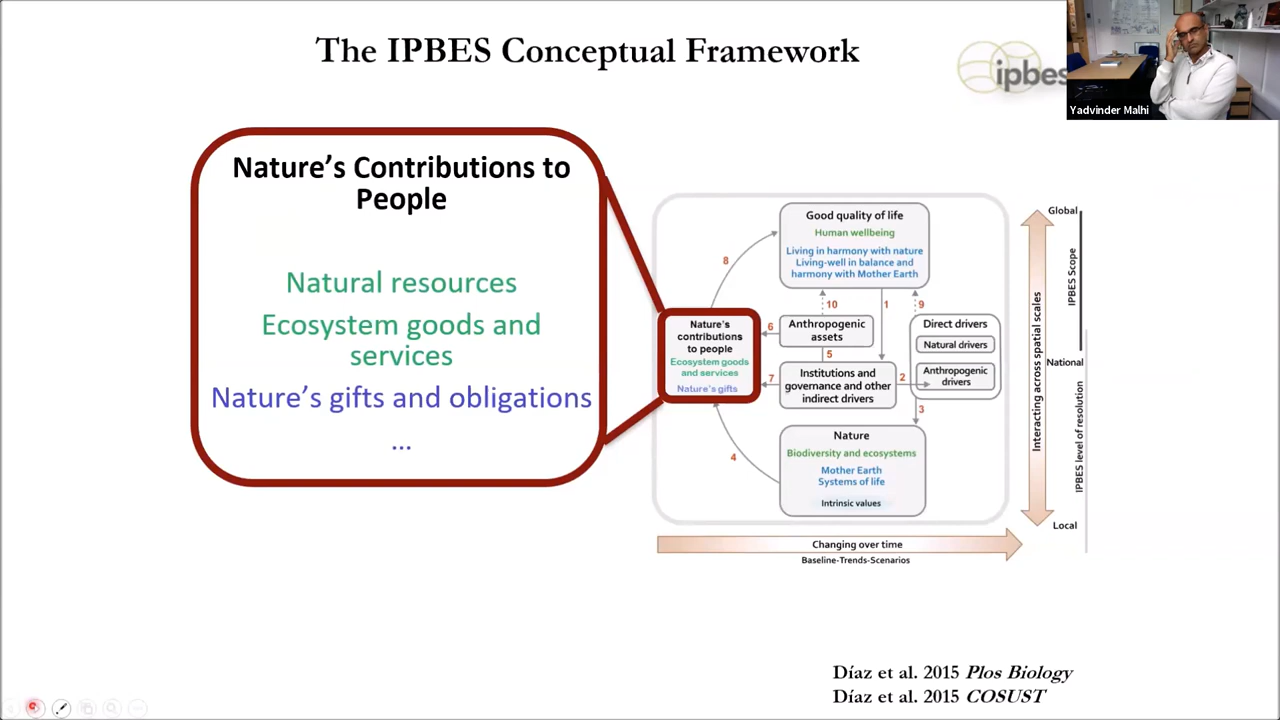 The IPBES Conceptual Framework
ipbes
Yadvinder Malhi
Nature's Contributions to
People
Natural resources
Ecosystem goods and
services
Nature's gifts and obligations
...
Good quality of life
Human wellbeing
Living in harmony with nature
Living-well in balance and
harmony with Mother Earth
8
10
1
9
Nature's
contributions
to people
Ecosystem goods
and services
Nature's gifts
6
Anthropogenic
assets
5
7
Institutions and
governance and other
indirect drivers
2
Direct drivers
Natural drivers
Anthropogenic
drivers
3
4
Nature
Biodiversity and ecosystems
Mother Earth
Systems of life
Intrinsic values
Changing over time
Baseline-Trends-Scenarios
Interacting across spatial scales
Global
IPBES Scope
National
IPBES level of resolution
Local
Díaz et al. 2015 Plos Biology
Díaz et al. 2015 COSUST